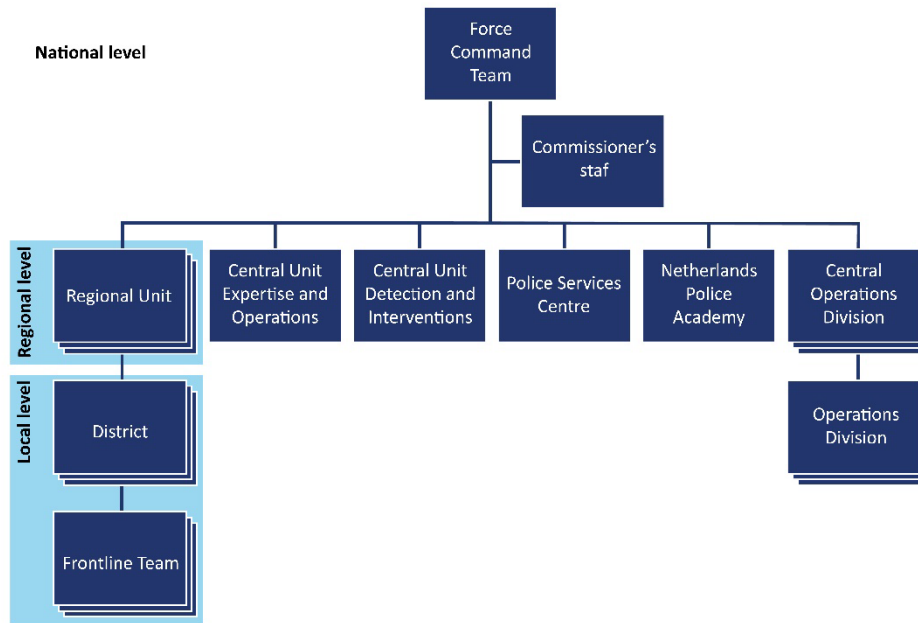 National level
Force
Command
Team
Commissioner's
staf
Regional level
Regional Unit
Central Unit
Expertise and
Operations
Central Unit
Detection and
Interventions
Police Services
Centre
Netherlands
Police
Academy
Central
Operations
Division
Local level
District
Operations
Division
Frontline Team